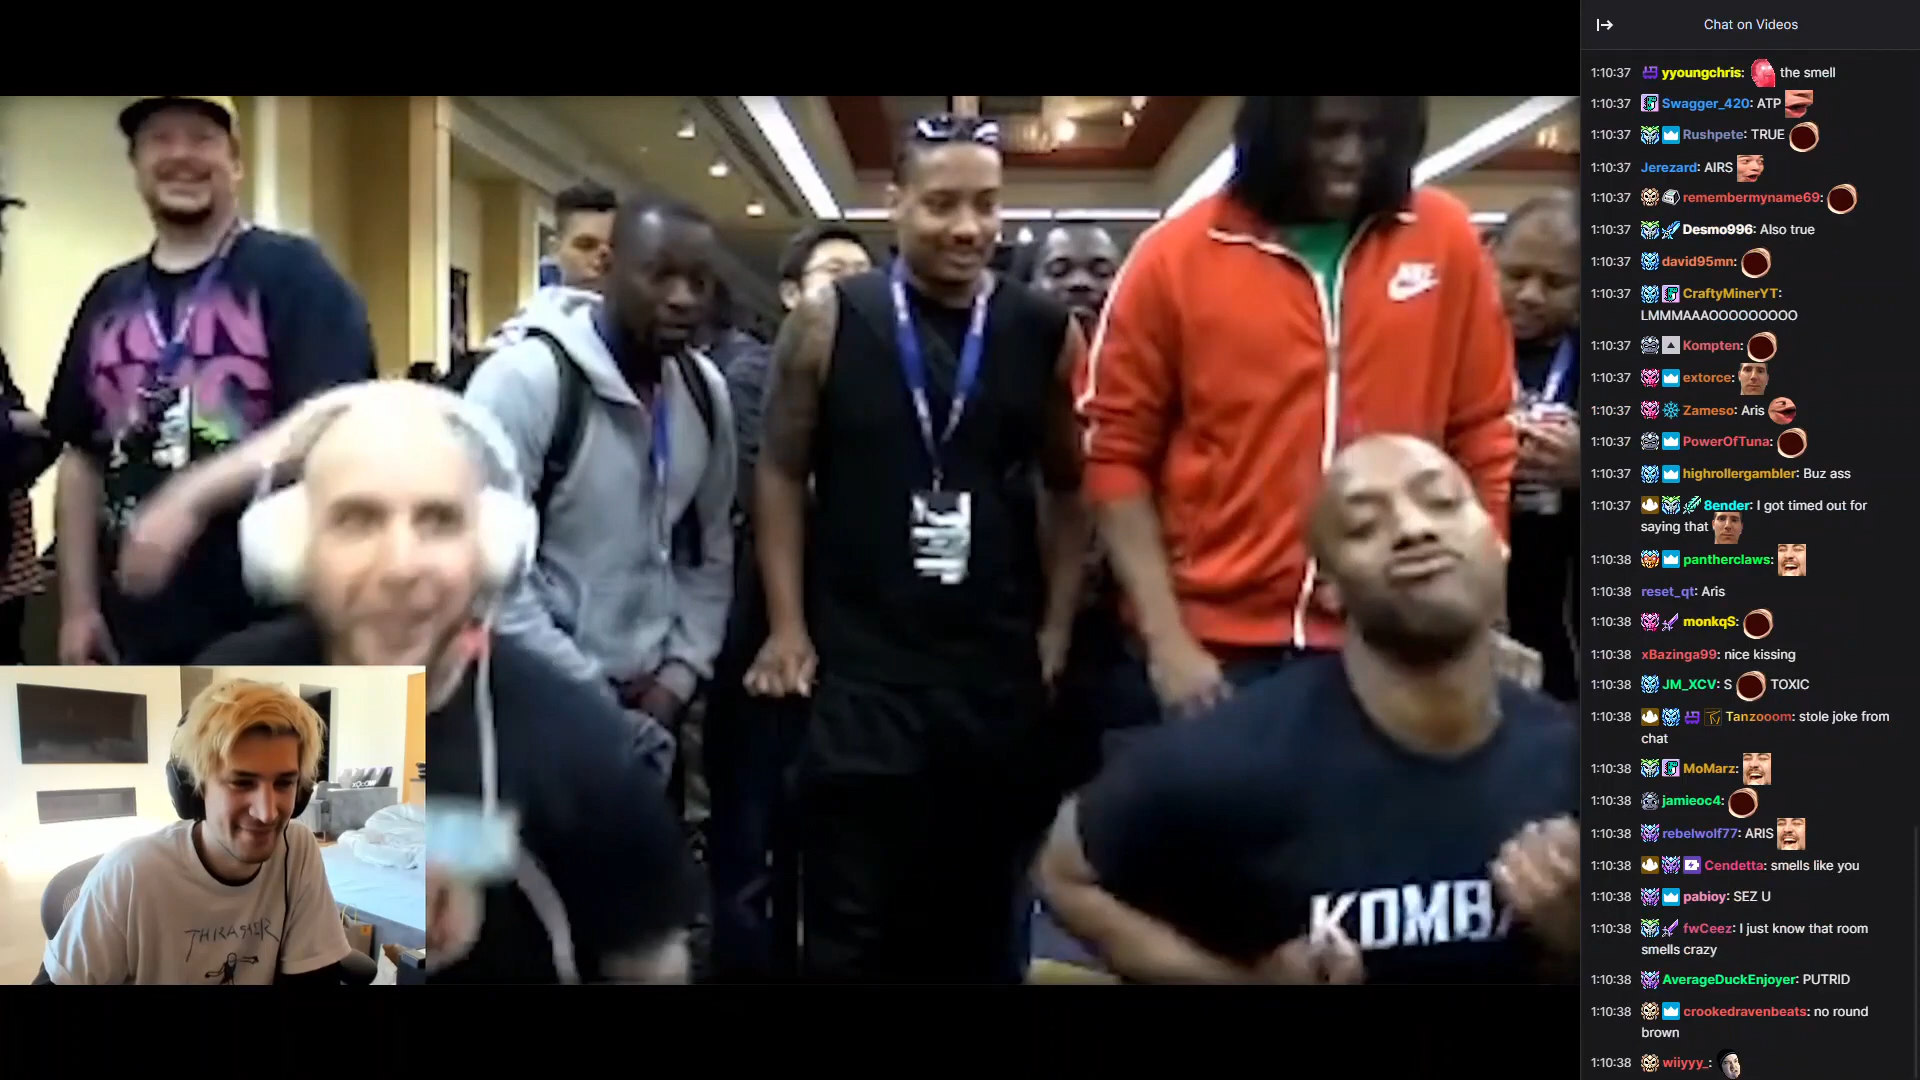 Chat on Videos
1:10:37 yyoungchris: the smell
1:10:37 Swagger_420: ATP
1:10:37 Rushpete: TRUE
1:10:37 Jerezard: AIRS
1:10:37 remembermyname69:
1:10:37 Desmo996: Also true
1:10:37 david95mn:
1:10:37 CraftyMinerYT:
LMMMAAAOOOOOOOOO
1:10:37 Kompten:
1:10:37 extorce:
1:10:37 Zameso: Aris
1:10:37 PowerOfTuna:
1:10:37 highrollergambler: Buz ass
1:10:37 8ender: I got timed out for
saying that
1:10:38 pantherclaws:
1:10:38 reset_qt: Aris
1:10:38 monkqS:
1:10:38 xBazinga99: nice kissing
1:10:38 JM_XCV: S TOXIC
1:10:38 Tanzooom: stole joke from
chat
1:10:38 MoMarz:
1:10:38 jamieoc4:
1:10:38 rebelwolf77: ARIS
1:10:38 Cendetta: smells like you
1:10:38 pabioy: SEZ U
1:10:38 fwCeez: I just know that room
smells crazy
1:10:38 AverageDuckEnjoyer: PUTRID
1:10:38 crookedravenbeats: no round
brown
1:10:38 wiiyyy_:
KOMBA
THRASHER